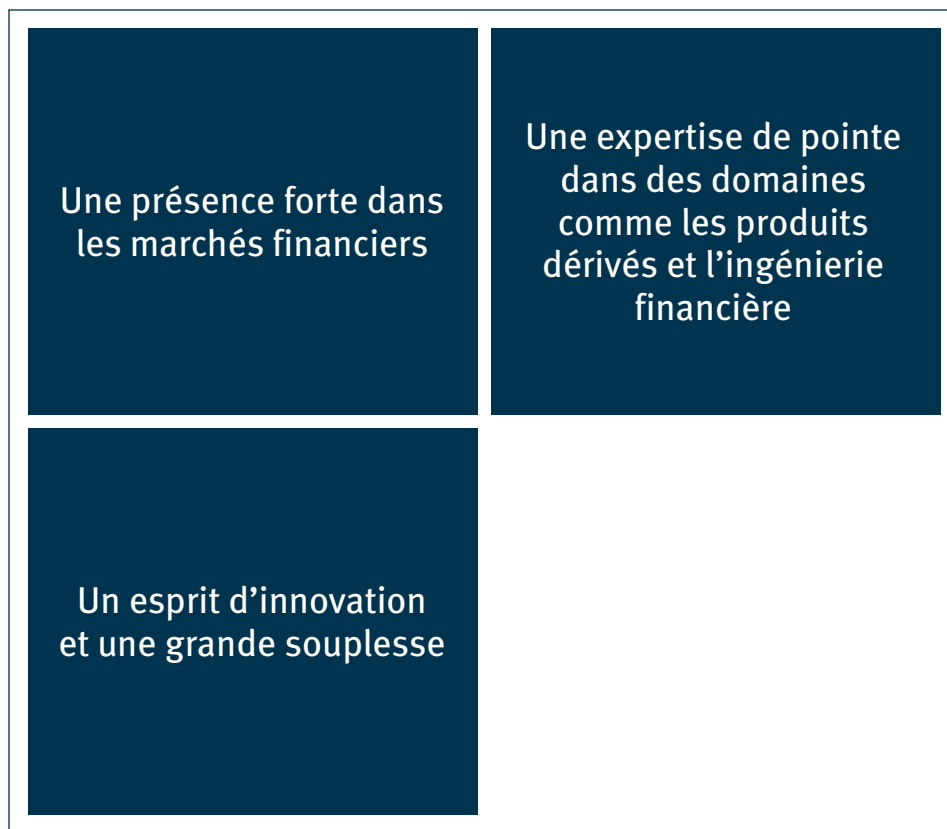 Une présence forte dans
les marchés financiers
Une expertise de pointe
dans des domaines
comme les produits
dérivés et l’ingénierie
financière
Un esprit d’innovation
et une grande souplesse